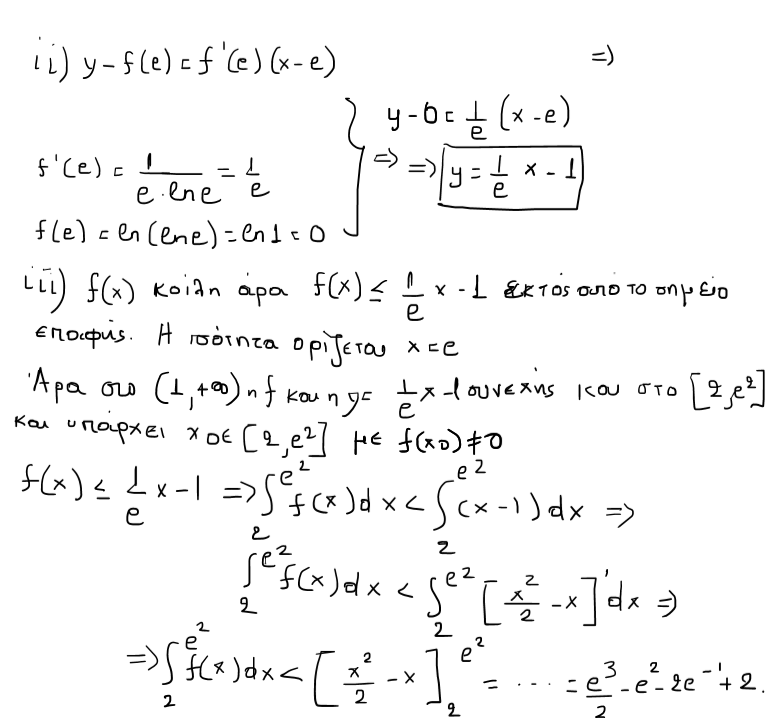 ii) y - f(e) = f'(e)(x-e) =>
y - 0 = 1/e (x-e)
f'(e) = 1/(e·lne) = 1/e => => y = 1/e x - 1
f(e) = ln(lne) = ln1 = 0
iii) f(x) κοίλη άρα f(x) ≤ 1/e x - 1 εκτός από το σημείο
επαφής. Η ισότητα ορίζεται x = e
Άρα στο (1,+∞) η f και η y = 1/e x - 1 συνεχής και στο [2,e²]
και υπάρχει x0 ∈ [2,e²] με f(x0) ≠ 0
f(x) ≤ 1/e x - 1 => ∫₂^e² f(x)dx < ∫₂^e² (x-1)dx =>
∫₂^e² f(x)dx < ∫₂^e² [x²/2 - x]'dx =>
=> ∫₂^e² f(x)dx < [x²/2 - x]₂^e² = .... = e³/2 - e² - 2e⁻¹ + 2.